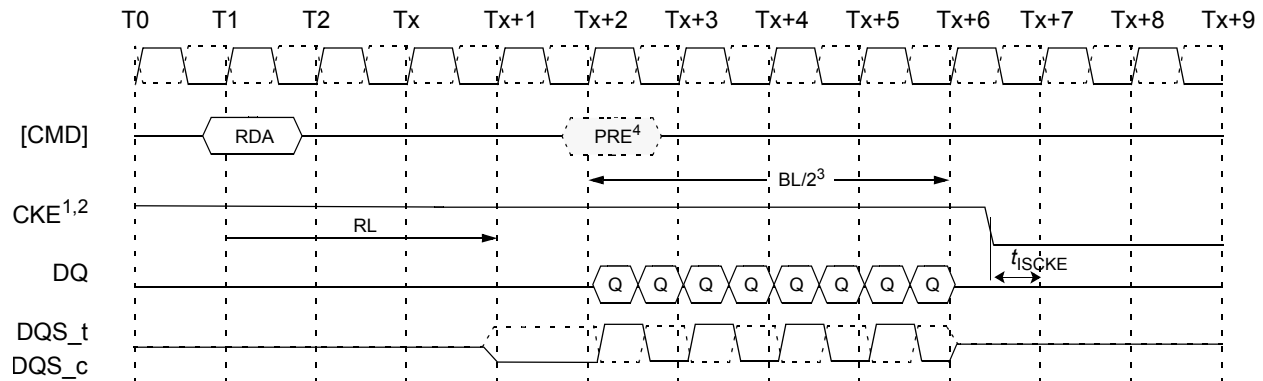 T0 T1 T2 Tx Tx+1 Tx+2 Tx+3 Tx+4 Tx+5 Tx+6 Tx+7 Tx+8 Tx+9
[CMD] RDA PRE4
BL/23
CKE1,2
RL
tISCKE
DQ Q Q Q Q Q Q Q Q
DQS_t
DQS_c